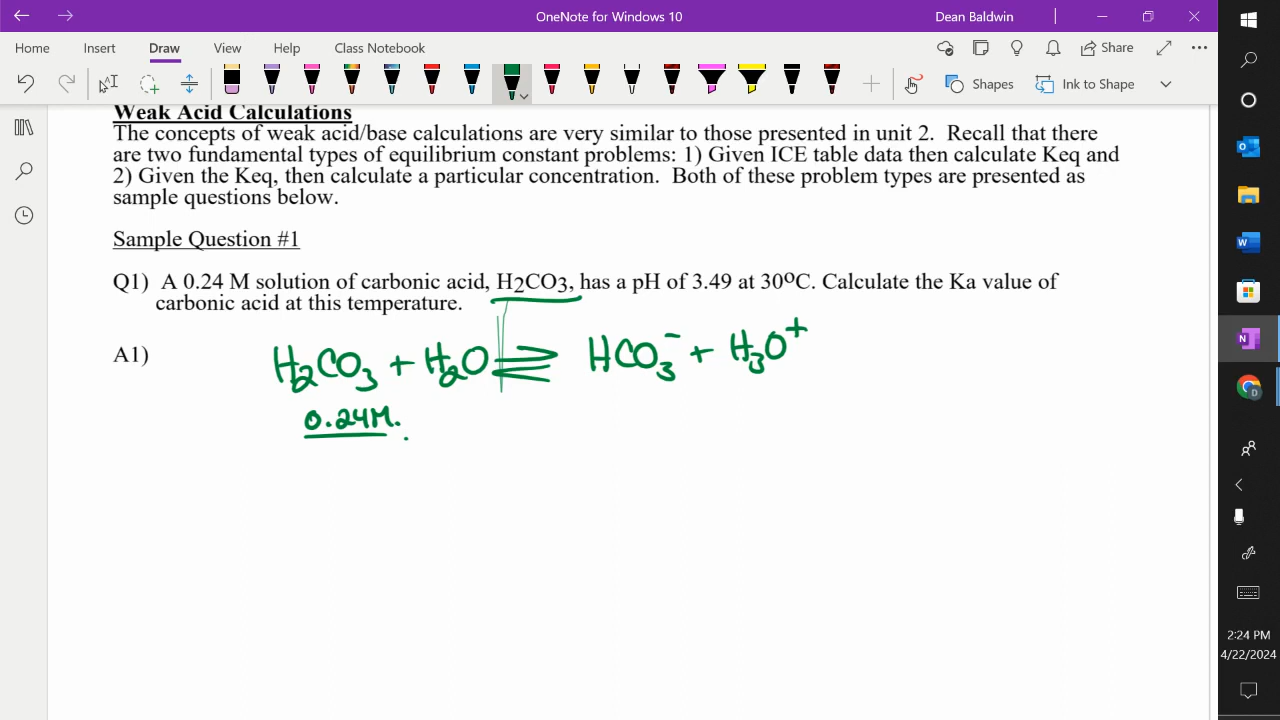 OneNote for Windows 10
Dean Baldwin
Home Insert Draw View Help Class Notebook
Share
Shapes
Ink to Shape
Weak Acid Calculations
The concepts of weak acid/base calculations are very similar to those presented in unit 2. Recall that there
are two fundamental types of equilibrium constant problems: 1) Given ICE table data then calculate Keq and
2) Given the Keq, then calculate a particular concentration. Both of these problem types are presented as
sample questions below.
Sample Question #1
Q1) A 0.24 M solution of carbonic acid, H2CO3, has a pH of 3.49 at 30ºC. Calculate the Ka value of
carbonic acid at this temperature.
A1) H₂CO₃ + H₂O ⇌ HCO₃⁻ + H₃O⁺
0.24M.
2:24 PM
4/22/2024